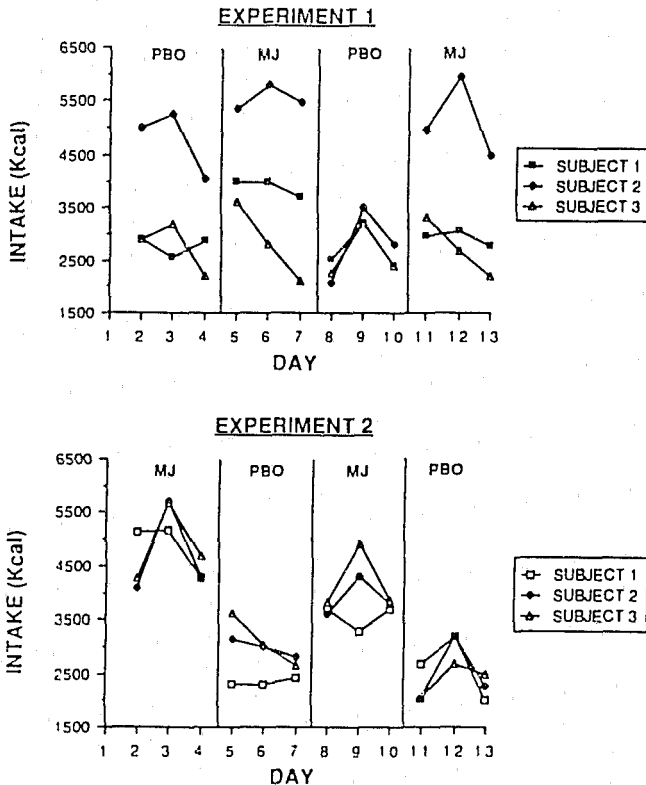 EXPERIMENT 1
PBO MJ PBO MJ
6500
5500
4500
3500
2500
1500
INTAKE (Kcal)
1 2 3 4 5 6 7 8 9 10 11 12 13
DAY
SUBJECT 1
SUBJECT 2
SUBJECT 3
EXPERIMENT 2
MJ PBO MJ PBO
6500
5500
4500
3500
2500
1500
INTAKE (Kcal)
1 2 3 4 5 6 7 8 9 10 11 12 13
DAY
SUBJECT 1
SUBJECT 2
SUBJECT 3